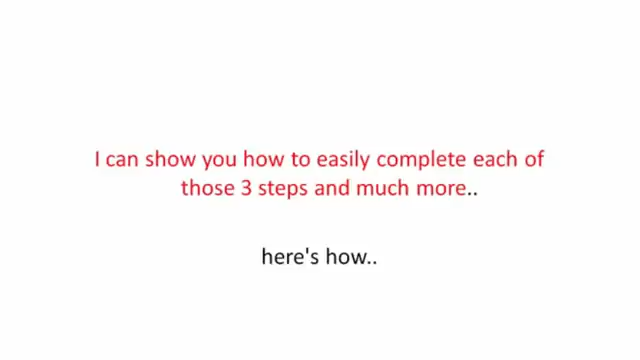 I can show you how to easily complete each of
those 3 steps and much more..
here's how..